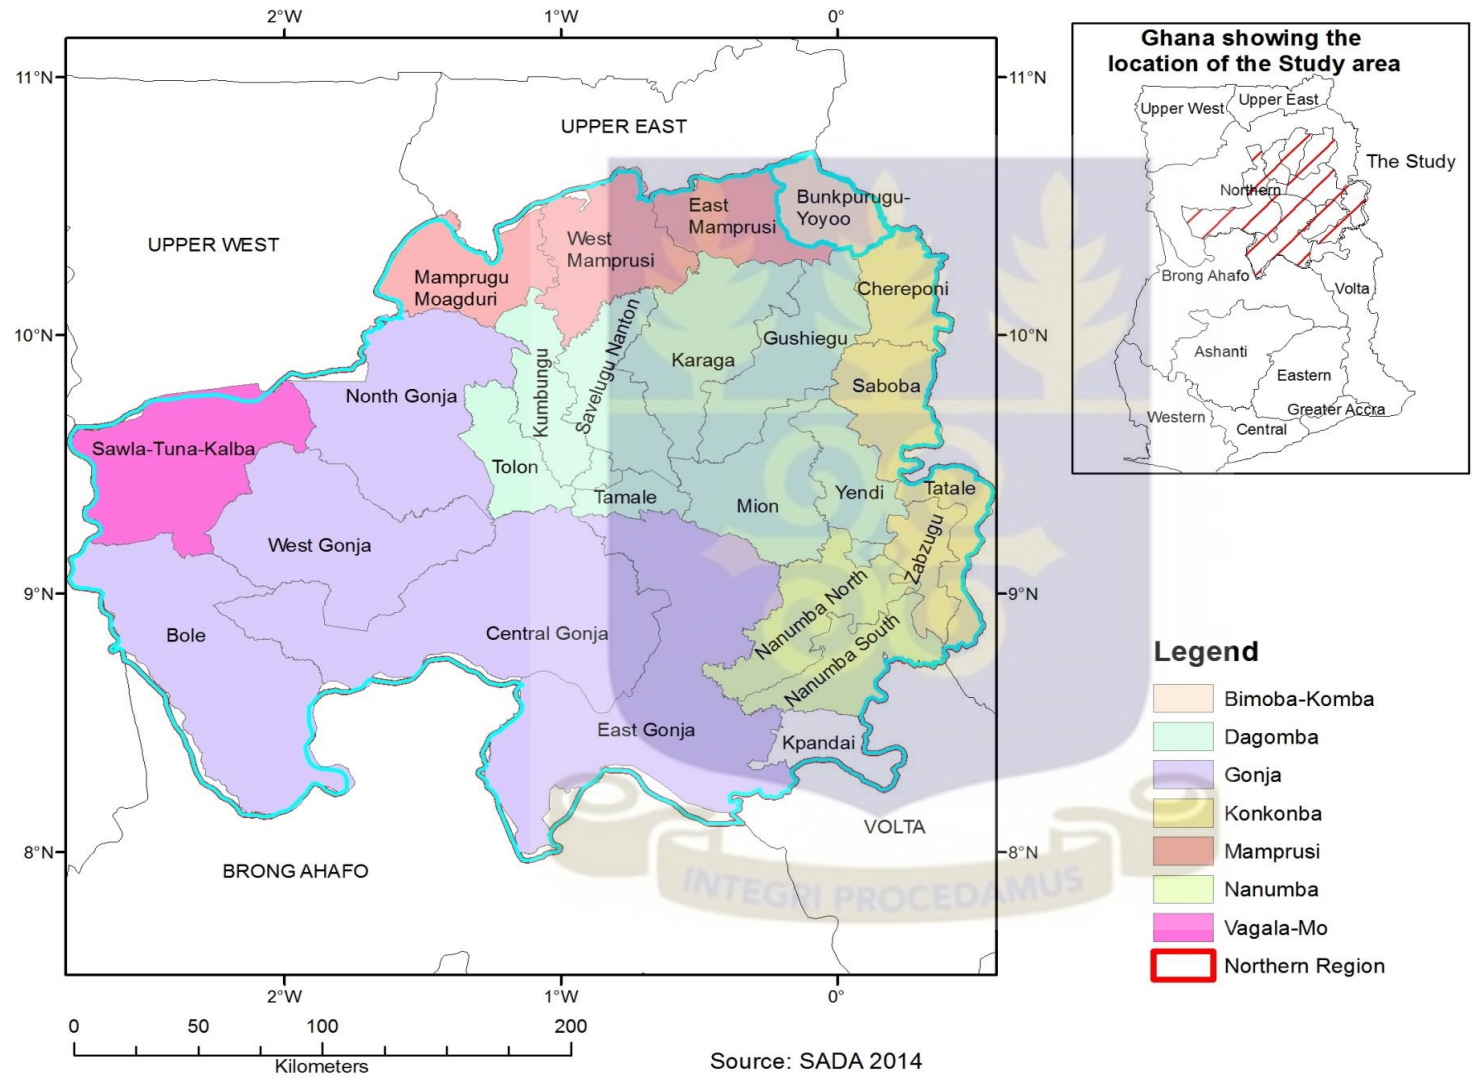 2°W
1°W
0°
11°N
11°N
10°N
10°N
9°N
9°N
8°N
8°N
UPPER EAST
UPPER WEST
Bunkpurugu-
Yoyoo
East
Mamprusi
West
Mamprusi
Mamprugu
Moagduri
Chereponi
Gushiegu
Karaga
Savelugu Nanton
Kumbungu
Saboba
Nonth Gonja
Sawla-Tuna-Kalba
Tolon
Tamale
Mion
Yendi
Tatale
Zabzugu
West Gonja
Nanumba North
Nanumba South
Bole
Central Gonja
East Gonja
Kpandai
VOLTA
BRONG AHAFO
INTEGRI PROCEDAMUS
2°W
1°W
0°
0
50
100
200
Kilometers
Source: SADA 2014
Ghana showing the
location of the Study area
Upper West
Upper East
The Study
Northern
Brong Ahafo
Volta
Ashanti
Eastern
Western
Greater Accra
Central
Legend
Bimoba-Komba
Dagomba
Gonja
Konkonba
Mamprusi
Nanumba
Vagala-Mo
Northern Region